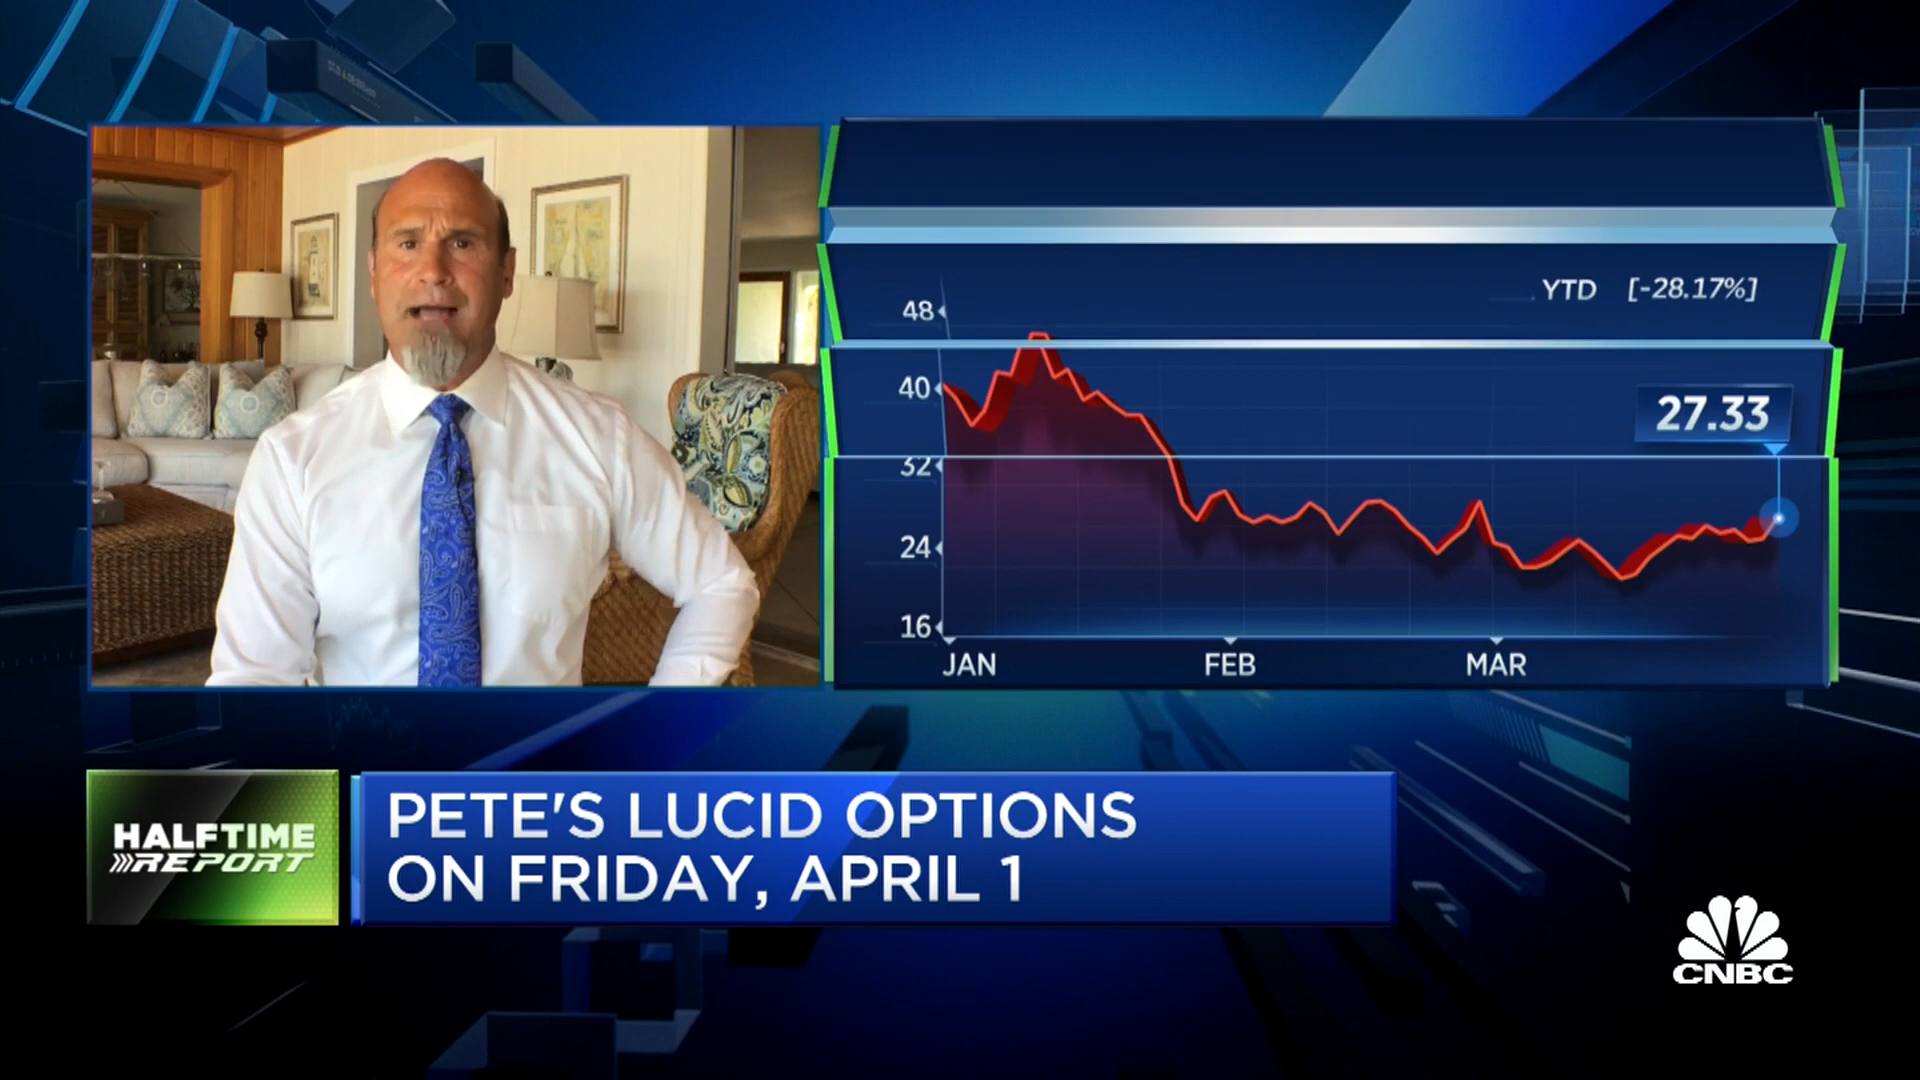 YTD [-28.17%]
48
40
27.33
32
24
16
JAN FEB MAR
HALFTIME
REPORT
PETE'S LUCID OPTIONS
ON FRIDAY, APRIL 1
CNBC